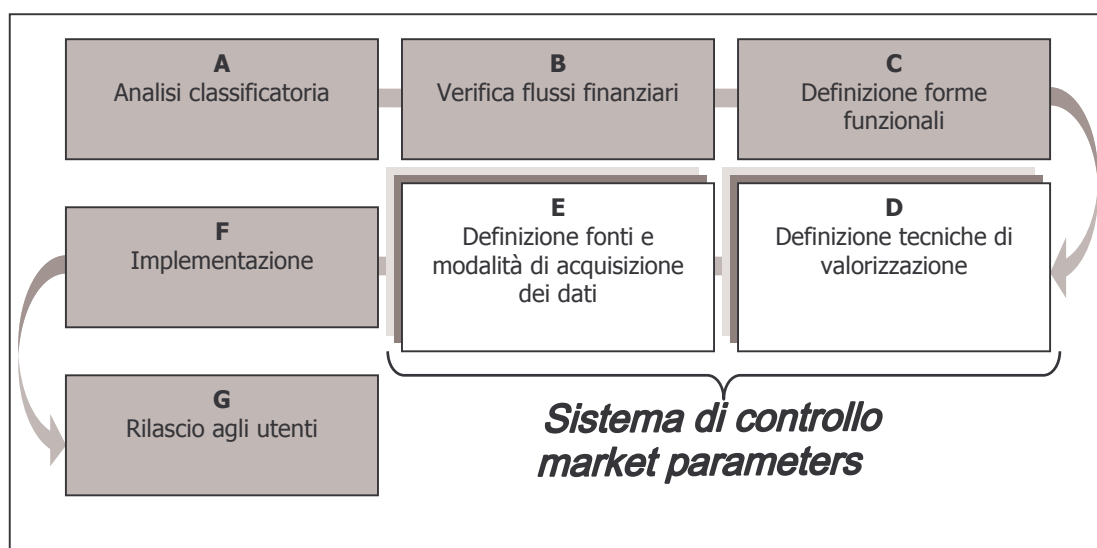 A
Analisi classificatoria
B
Verifica flussi finanziari
C
Definizione forme
funzionali
F
Implementazione
E
Definizione fonti e
modalità di acquisizione
dei dati
D
Definizione tecniche di
valorizzazione
G
Rilascio agli utenti
Sistema di controllo
market parameters